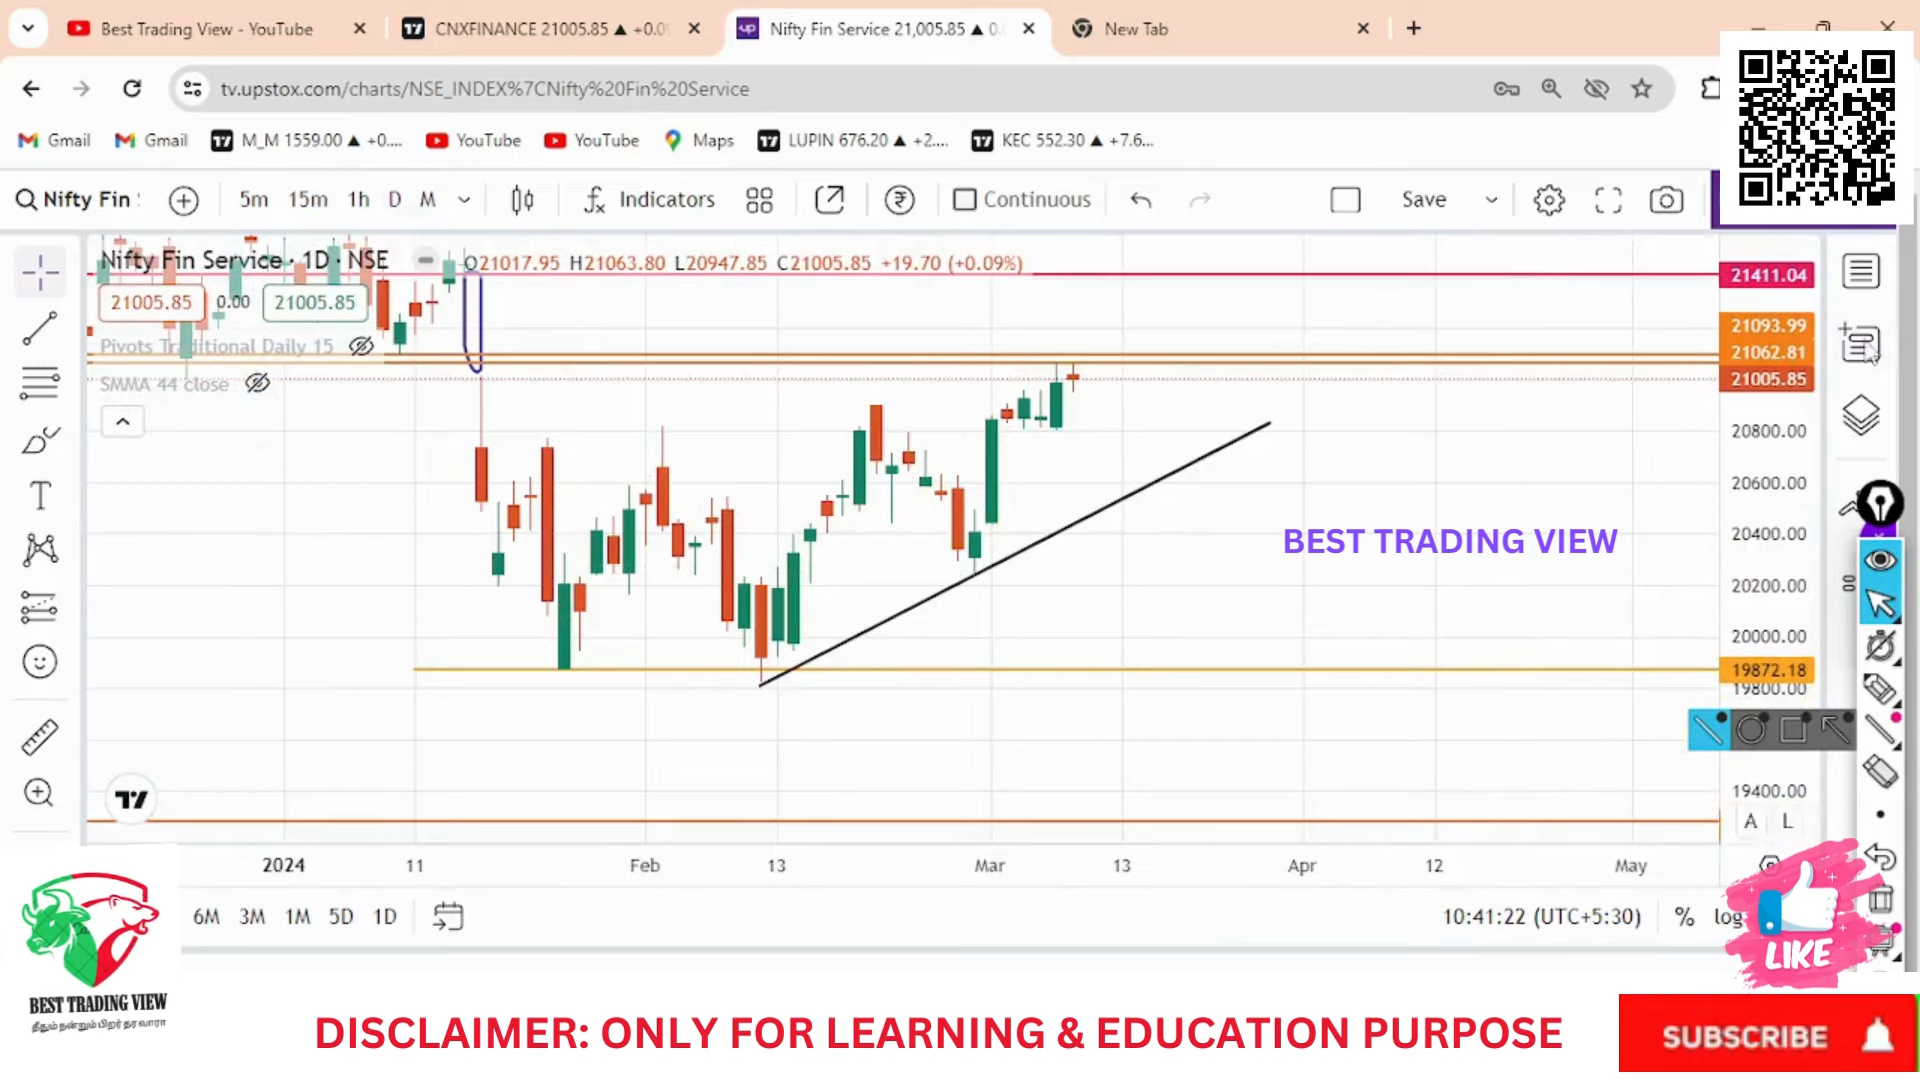 Best Trading View - YouTube
CNXFINANCE 21005.85 ▲ +0.0
Nifty Fin Service 21,005.85 ▲ 0.
New Tab
tv.upstox.com/charts/NSE_INDEX%7CNifty%20Fin%20Service
Gmail
Gmail
M_M 1559.00 ▲ +0....
YouTube
YouTube
Maps
LUPIN 676.20 ▲ +2....
KEC 552.30 ▲ +7.6...
Nifty Fin
5m 15m 1h D M
Indicators
Continuous
Save
Nifty Fin Service · 1D · NSE
O21017.95 H21063.80 L20947.85 C21005.85 +19.70 (+0.09%)
21005.85 0.00 21005.85
Pivots Traditional Daily 15
SMMA 44 close
21411.04
21093.99
21062.81
21005.85
20800.00
20600.00
20400.00
20200.00
20000.00
19872.18
19800.00
19400.00
BEST TRADING VIEW
A L
2024 11 Feb 13 Mar 13 Apr 12 May
6M 3M 1M 5D 1D
10:41:22 (UTC+5:30) % log
LIKE
BEST TRADING VIEW
தீதும் நன்றும் பிறர் தர வாரா
DISCLAIMER: ONLY FOR LEARNING & EDUCATION PURPOSE
SUBSCRIBE